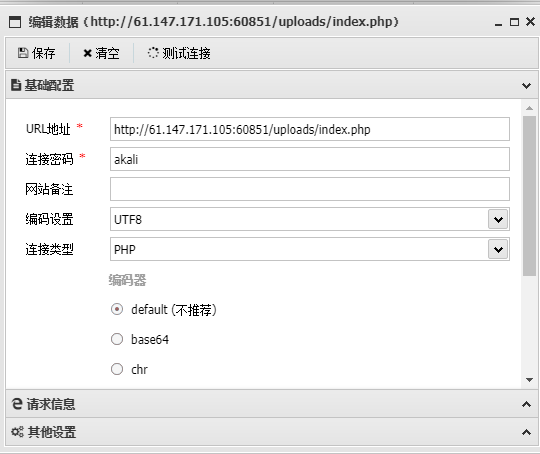 编辑数据 (http://61.147.171.105:60851/uploads/index.php)
保存 清空 测试连接
基础配置
URL地址 * http://61.147.171.105:60851/uploads/index.php
连接密码 * akali
网站备注
编码设置 UTF8
连接类型 PHP
编码器
default (不推荐)
base64
chr
请求信息
其他设置